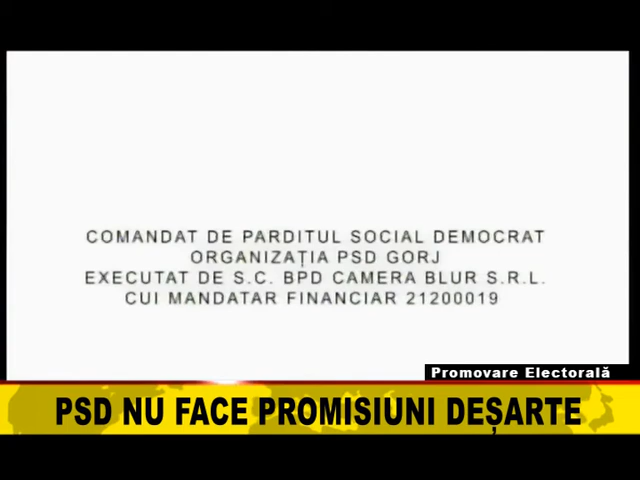 COMANDAT DE PARDITUL SOCIAL DEMOCRAT
ORGANIZAȚIA PSD GORJ
EXECUTAT DE S.C. BPD CAMERA BLUR S.R.L.
CUI MANDATAR FINANCIAR 21200019
Promovare Electorală
PSD NU FACE PROMISIUNI DEȘARTE